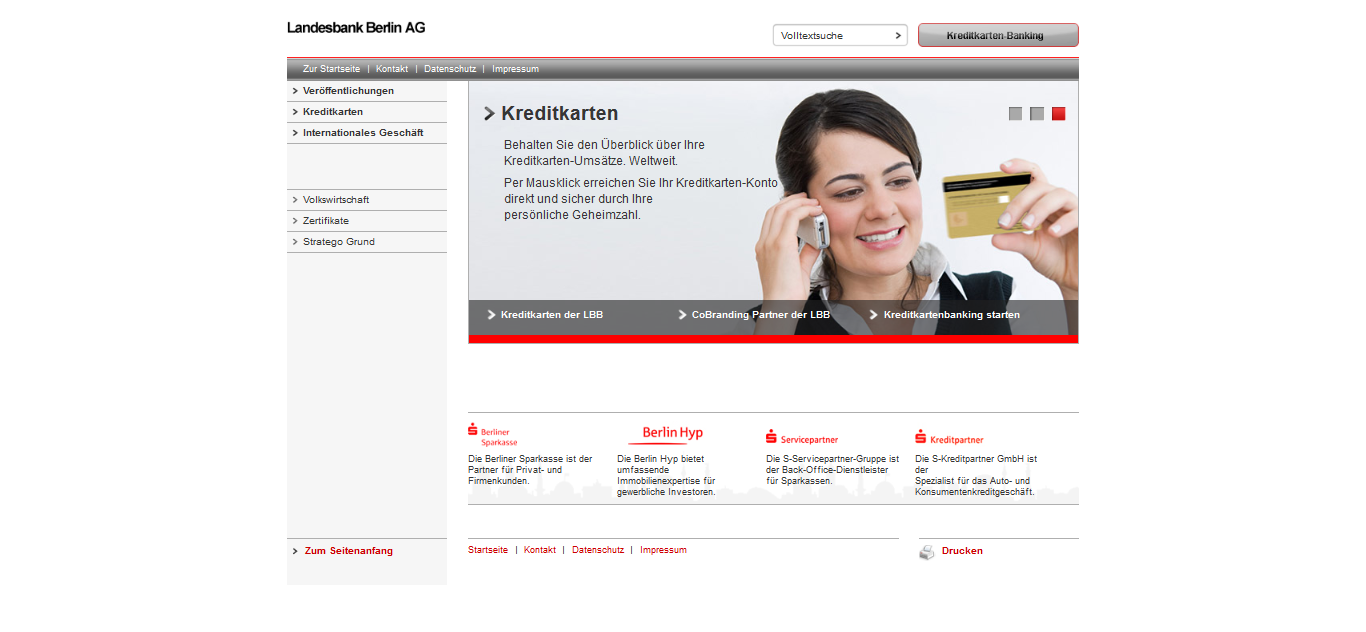 Landesbank Berlin AG
Volltextsuche
Kreditkarten-Banking
Zur Startseite | Kontakt | Datenschutz | Impressum
Veröffentlichungen
Kreditkarten
Internationales Geschäft
Volkswirtschaft
Zertifikate
Stratego Grund
Kreditkarten
Behalten Sie den Überblick über Ihre
Kreditkarten-Umsätze. Weltweit.
Per Mausklick erreichen Sie Ihr Kreditkarten-Konto
direkt und sicher durch Ihre
persönliche Geheimzahl.
Kreditkarten der LBB
CoBranding Partner der LBB
Kreditkartenbanking starten
Berliner
Sparkasse
Die Berliner Sparkasse ist der
Partner für Privat- und
Firmenkunden.
Berlin Hyp
Die Berlin Hyp bietet
umfassende
Immobilienexpertise für
gewerbliche Investoren.
Servicepartner
Die S-Servicepartner-Gruppe ist
der Back-Office-Dienstleister
für Sparkassen.
Kreditpartner
Die S-Kreditpartner GmbH ist
der
Spezialist für das Auto- und
Konsumentenkreditgeschäft.
Zum Seitenanfang
Startseite | Kontakt | Datenschutz | Impressum
Drucken